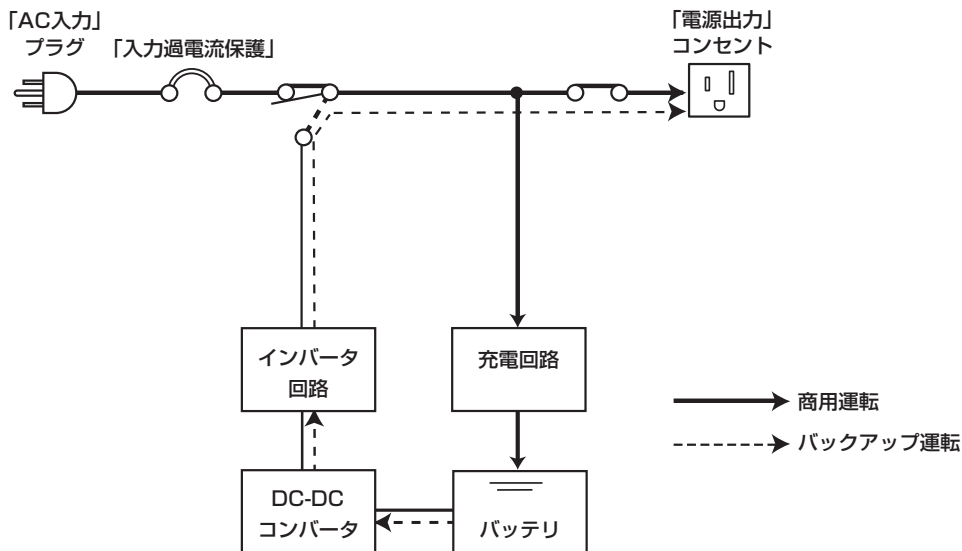 「AC入力」
プラグ
「入力過電流保護」
「電源出力」
コンセント
インバータ
回路
充電回路
商用運転
バックアップ運転
DC-DC
コンバータ
バッテリ